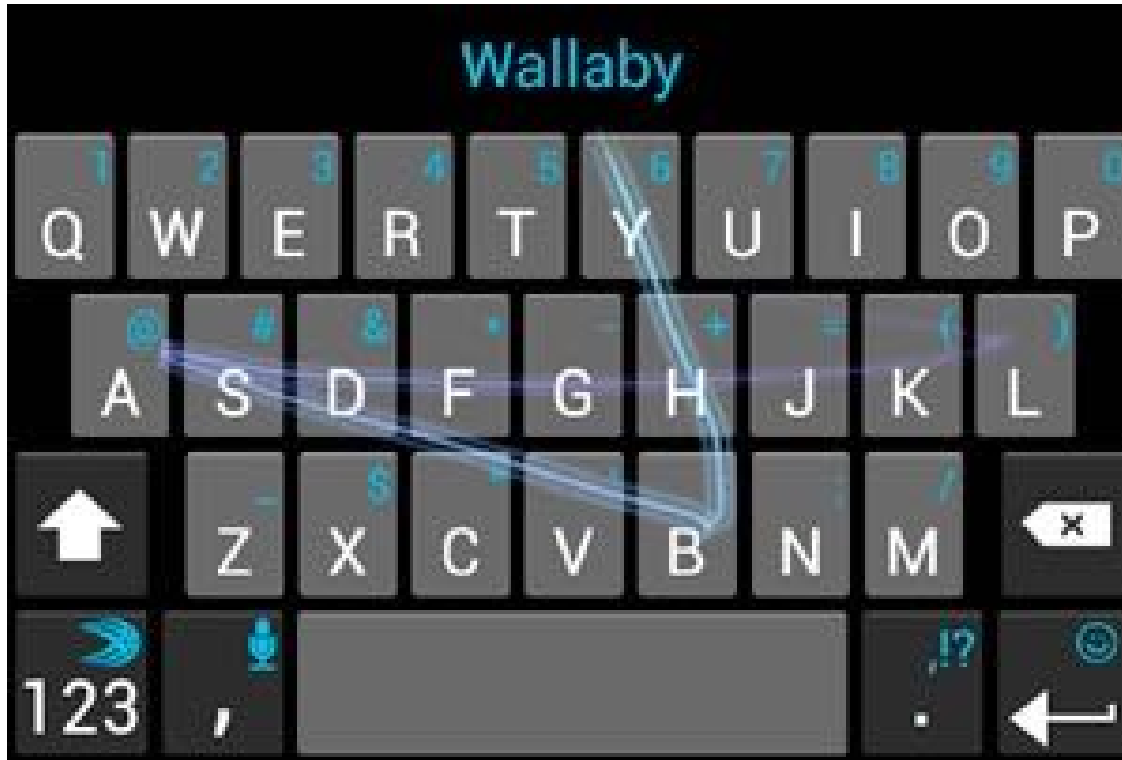 Wallaby
1 2 3 4 5 6 7 8 9 0
Q W E R T Y U I O P
@ # & * - + = ( )
A S D F G H J K L
_ $ ! ; /
Z X C V B N M
,!?
123 , .